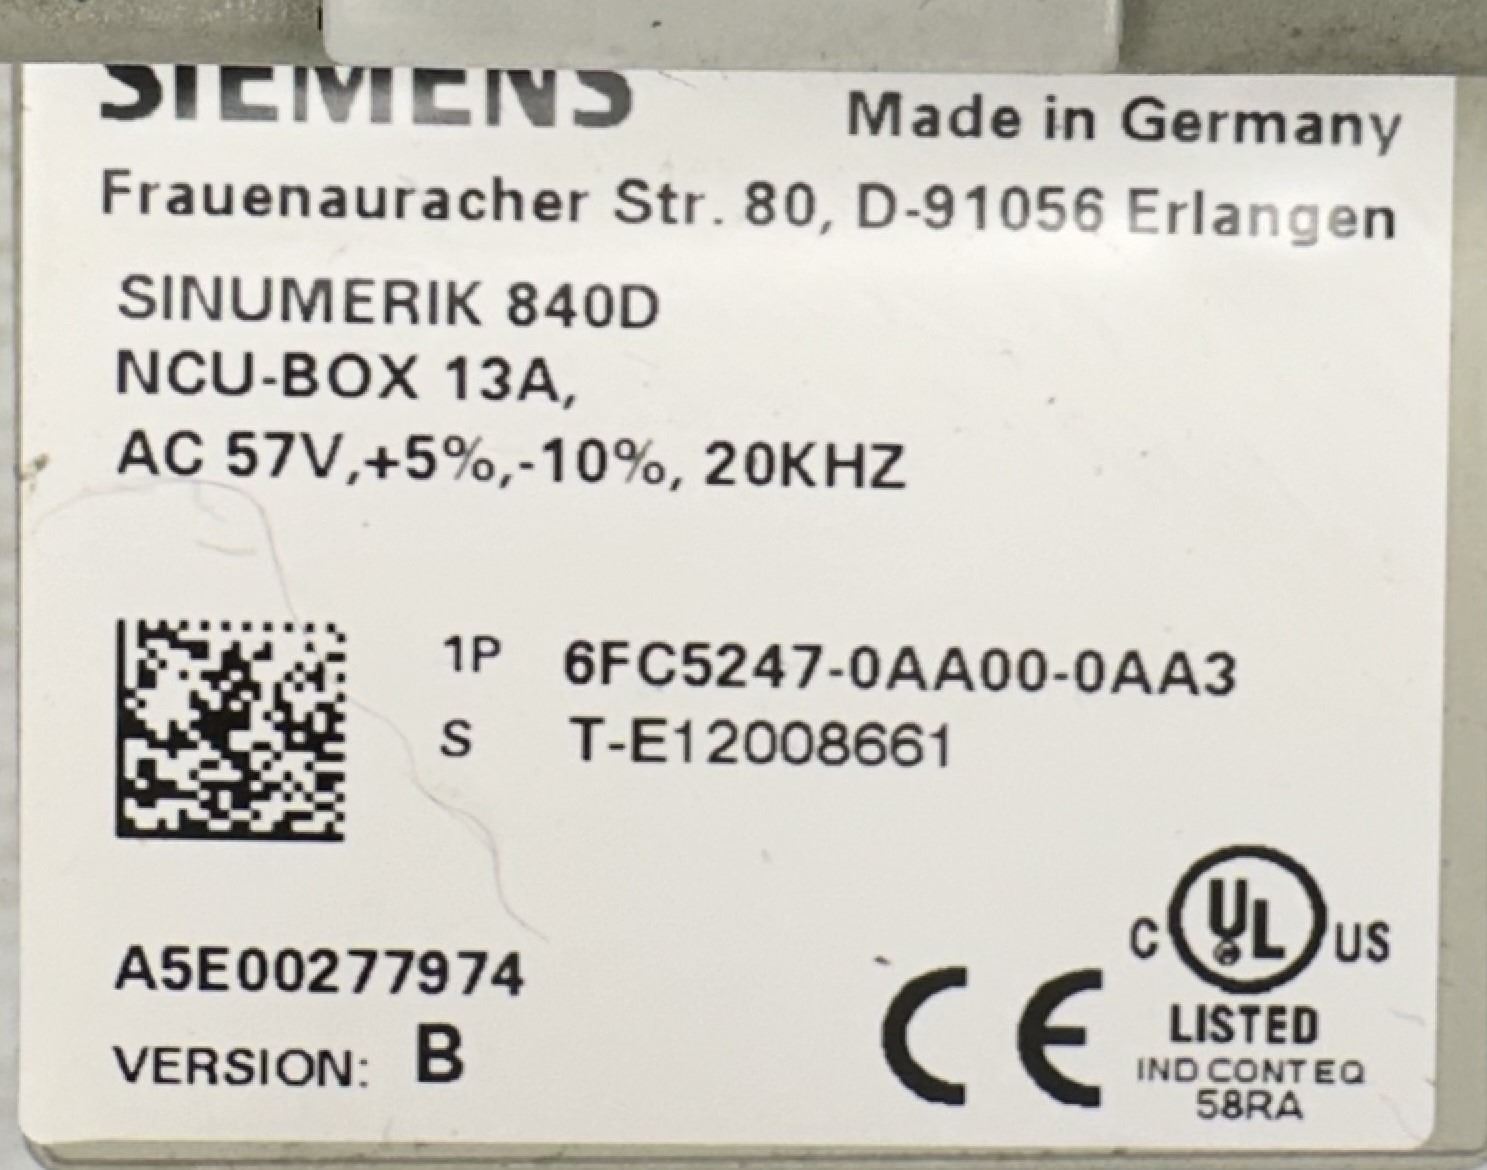 SIEMENS
Made in Germany
Frauenauracher Str. 80, D-91056 Erlangen
SINUMERIK 840D
NCU-BOX 13A,
AC 57V,+5%,-10%, 20KHZ
1P 6FC5247-0AA00-0AA3
S T-E12008661
A5E00277974
VERSION: B
CE
C UL US
LISTED
IND CONT EQ
58RA